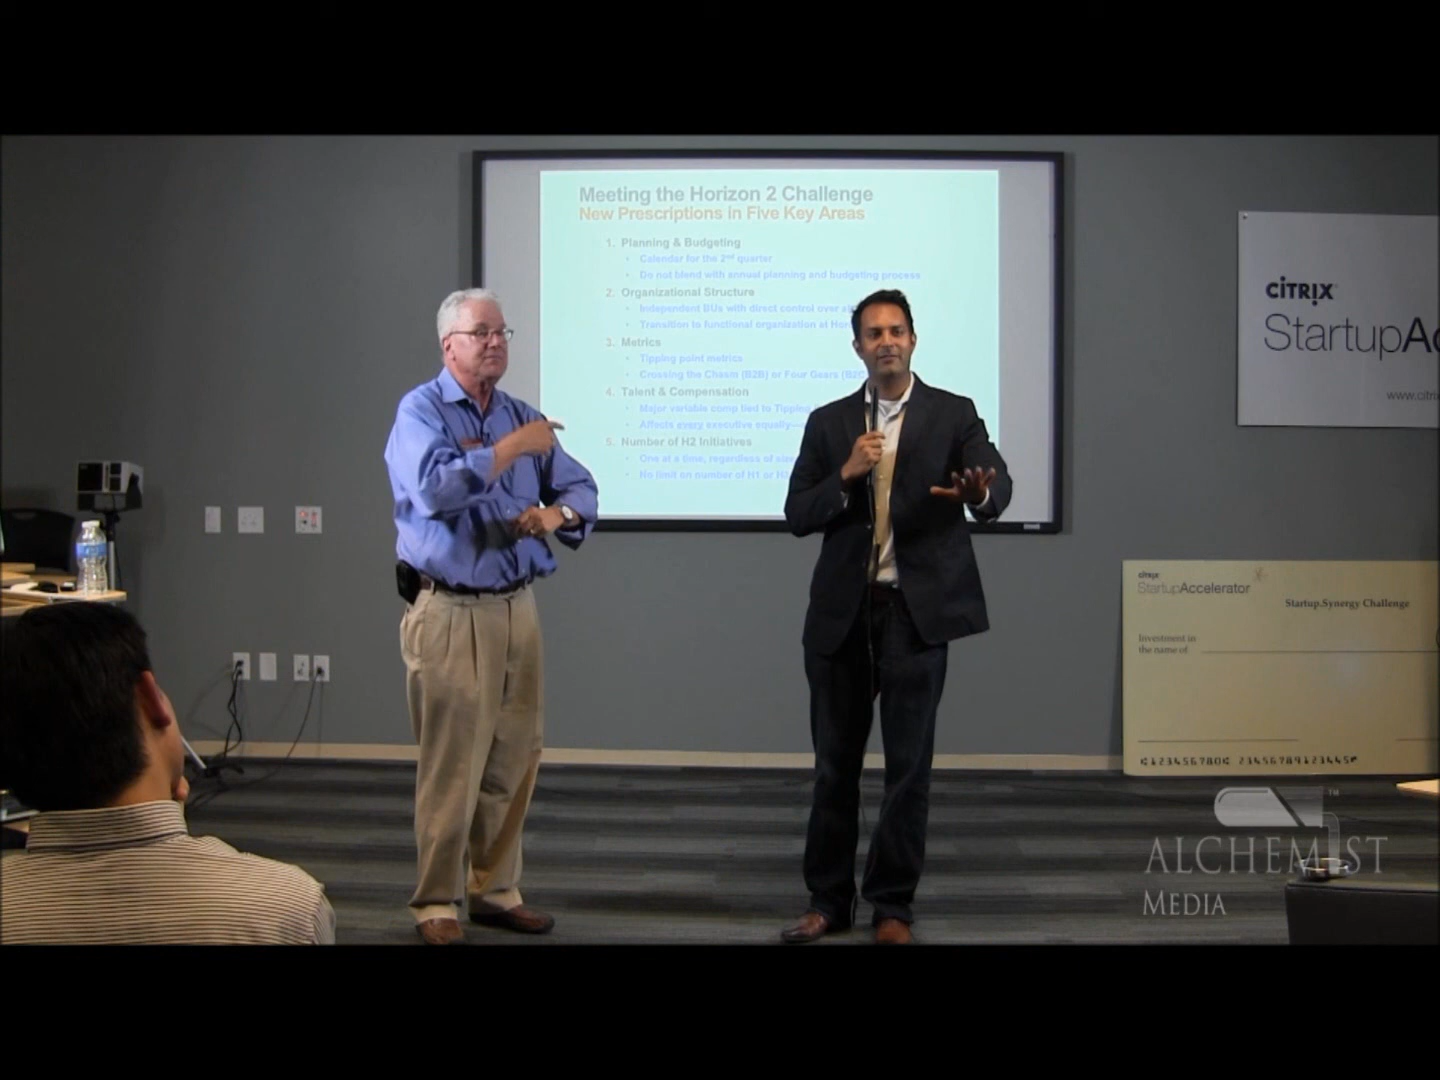 Meeting the Horizon 2 Challenge
New Prescriptions in Five Key Areas
1. Planning & Budgeting
• Calendar for the 2nd quarter
• Do not blend with annual planning and budgeting process
2. Organizational Structure
• Independent BUs with direct control over
• Transition to functional organization at
3. Metrics
• Tipping point metrics
• Crossing the Chasm (B2B) or Four Gears (B2C
4. Talent & Compensation
• Major variable comp tied to Tipping
• Affects every executive equally—
5. Number of H2 Initiatives
• One at a time, regardless of size
• No limit on number of H1 or
CİTRIX
StartupAc
www.citrix
citrix
StartupAccelerator
Startup.Synergy Challenge
Investment in
the name of
ALCHEMIST
MEDIA